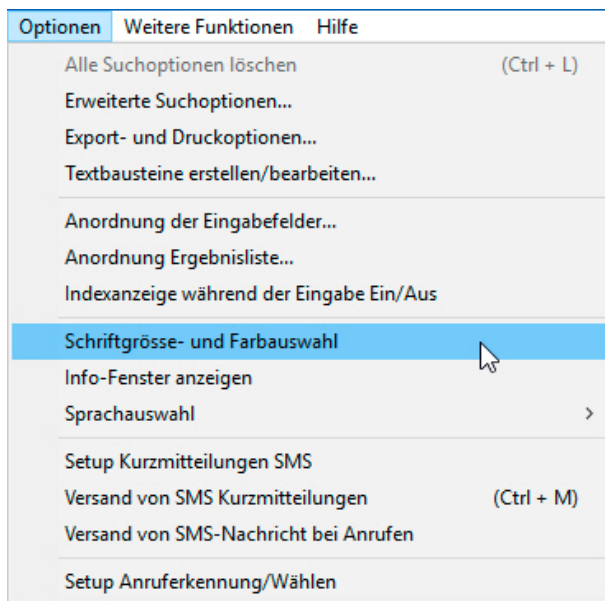 Optionen Weitere Funktionen Hilfe
Alle Suchoptionen löschen (Ctrl + L)
Erweiterte Suchoptionen...
Export- und Druckoptionen...
Textbausteine erstellen/bearbeiten...
Anordnung der Eingabefelder...
Anordnung Ergebnisliste...
Indexanzeige während der Eingabe Ein/Aus
Schriftgrösse- und Farbauswahl
Info-Fenster anzeigen
Sprachauswahl
Setup Kurzmitteilungen SMS
Versand von SMS Kurzmitteilungen (Ctrl + M)
Versand von SMS-Nachricht bei Anrufen
Setup Anruferkennung/Wählen